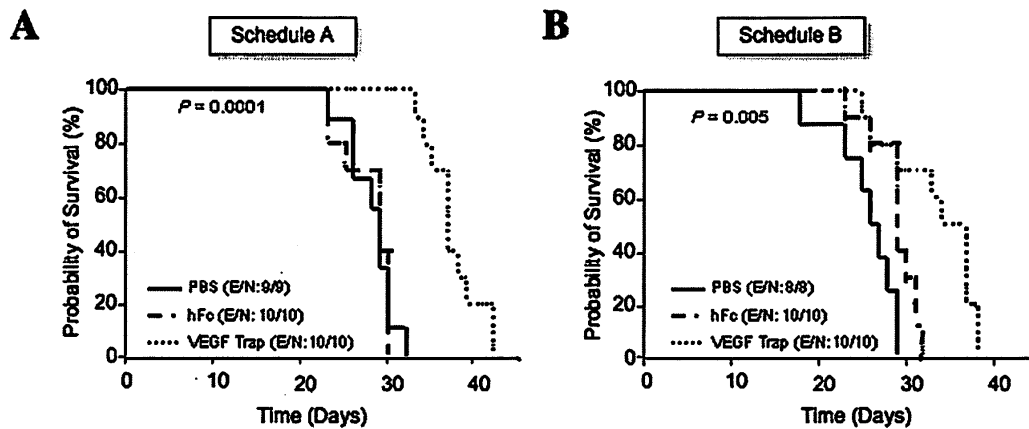 A
Schedule A
Probability of Survival (%)
100
80
60
40
20
0
P = 0.0001
PBS (E/N:9/9)
hFc (E/N: 10/10)
VEGF Trap (E/N:10/10)
0
10
20
30
40
Time (Days)
B
Schedule B
Probability of Survival (%)
100
80
60
40
20
0
P = 0.005
PBS (E/N:8/8)
hFc (E/N: 10/10)
VEGF Trap (E/N:10/10)
0
10
20
30
40
Time (Days)